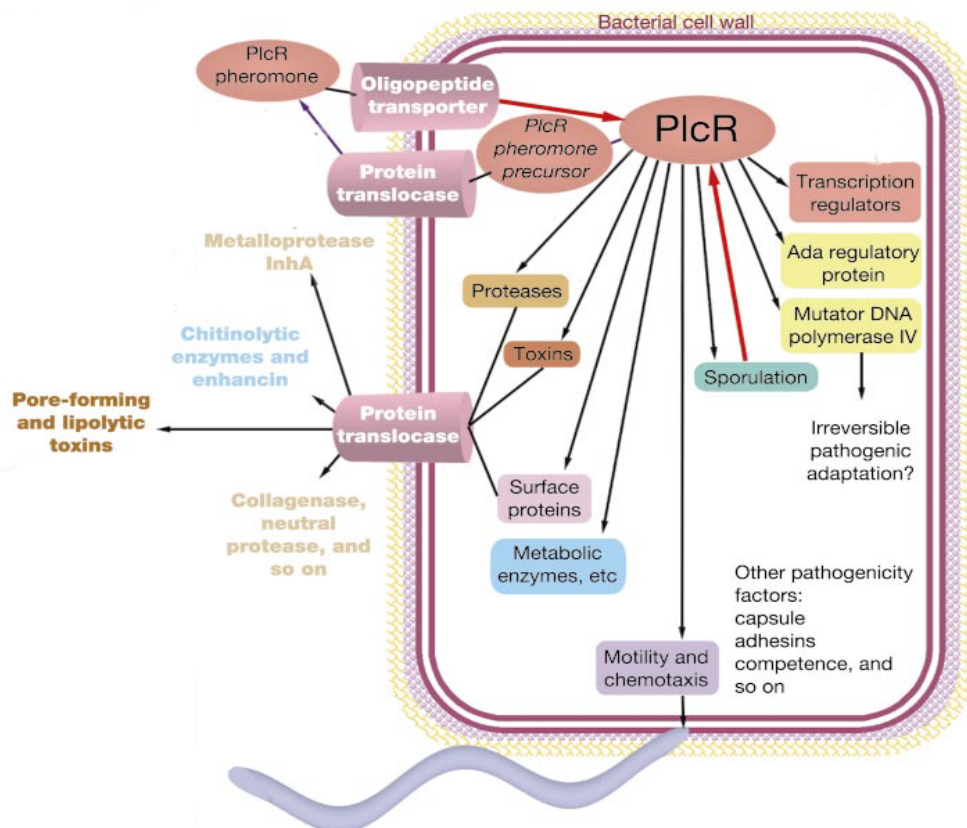 Bacterial cell wall
PlcR
pheromone
Oligopeptide
transporter
PlcR
PlcR
pheromone
precursor
Protein
translocase
Transcription
regulators
Metalloprotease
InhA
Ada regulatory
protein
Proteases
Mutator DNA
polymerase IV
Chitinolytic
enzymes and
enhancin
Toxins
Sporulation
Pore-forming
and lipolytic
toxins
Protein
translocase
Irreversible
pathogenic
adaptation?
Surface
proteins
Collagenase,
neutral
protease, and
so on
Metabolic
enzymes, etc
Other pathogenicity
factors:
capsule
adhesins
competence, and
so on
Motility and
chemotaxis